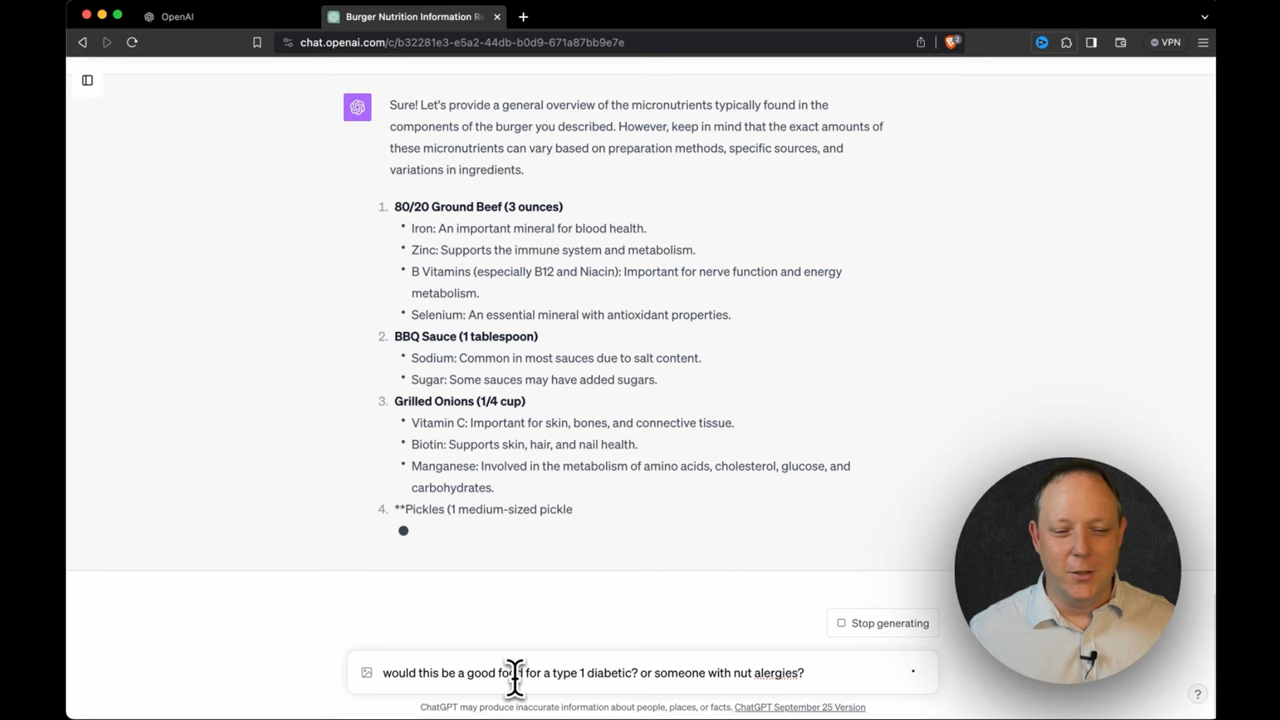 OpenAI
Burger Nutrition Information Re
chat.openai.com/c/b32281e3-e5a2-44db-b0d9-671a87bb9e7e
2
VPN
Sure! Let's provide a general overview of the micronutrients typically found in the
components of the burger you described. However, keep in mind that the exact amounts of
these micronutrients can vary based on preparation methods, specific sources, and
variations in ingredients.
1. 80/20 Ground Beef (3 ounces)
• Iron: An important mineral for blood health.
• Zinc: Supports the immune system and metabolism.
• B Vitamins (especially B12 and Niacin): Important for nerve function and energy
metabolism.
• Selenium: An essential mineral with antioxidant properties.
2. BBQ Sauce (1 tablespoon)
• Sodium: Common in most sauces due to salt content.
• Sugar: Some sauces may have added sugars.
3. Grilled Onions (1/4 cup)
• Vitamin C: Important for skin, bones, and connective tissue.
• Biotin: Supports skin, hair, and nail health.
• Manganese: Involved in the metabolism of amino acids, cholesterol, glucose, and
carbohydrates.
4. **Pickles (1 medium-sized pickle
Stop generating
would this be a good food for a type 1 diabetic? or someone with nut alergies?
ChatGPT may produce inaccurate information about people, places, or facts. ChatGPT September 25 Version
?